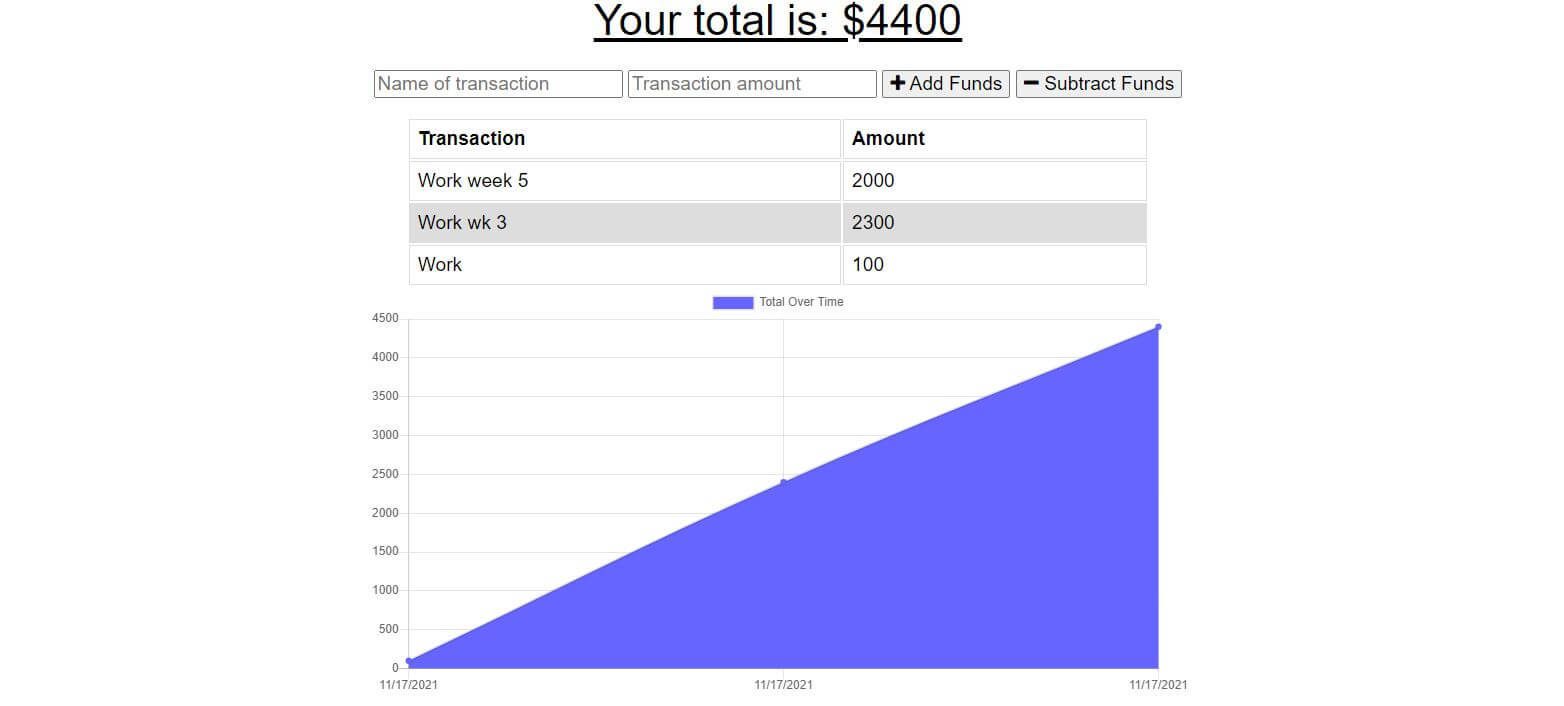 Your total is: $4400
Name of transaction Transaction amount Add Funds Subtract Funds
Transaction Amount
Work week 5 2000
Work wk 3 2300
Work 100
Total Over Time
4500
4000
3500
3000
2500
2000
1500
1000
500
0
11/17/2021 11/17/2021 11/17/2021